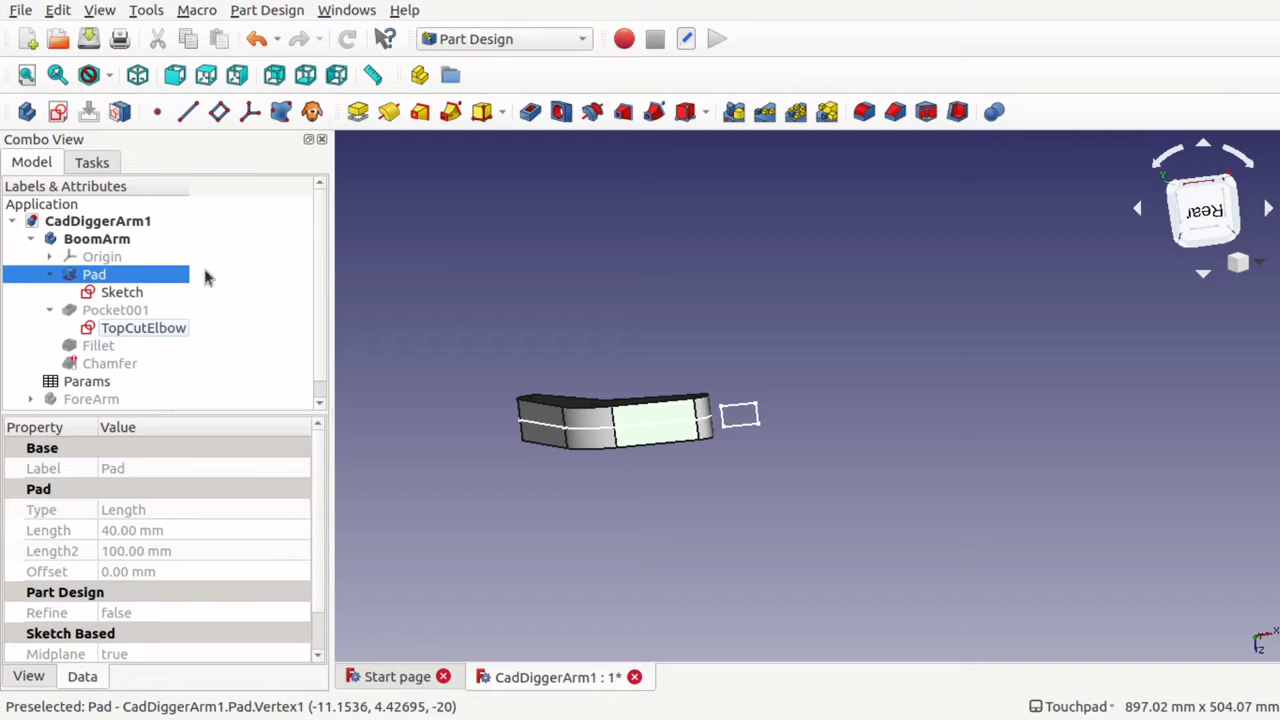 File Edit View Tools Macro Part Design Windows Help
Part Design
Combo View
Model Tasks
Labels & Attributes
Application
CadDiggerArm1
BoomArm
Origin
Pad
Sketch
Pocket001
TopCutElbow
Fillet
Chamfer
Params
ForeArm
Property Value
Base
Label Pad
Pad
Type Length
Length 40.00 mm
Length2 100.00 mm
Offset 0.00 mm
Part Design
Refine false
Sketch Based
Midplane true
View Data
Rear
Y
X
Z
Start page CadDiggerArm1 : 1*
Preselected: Pad - CadDiggerArm1.Pad.Vertex1 (-11.1536, 4.42695, -20) Touchpad 897.02 mm x 504.07 mm